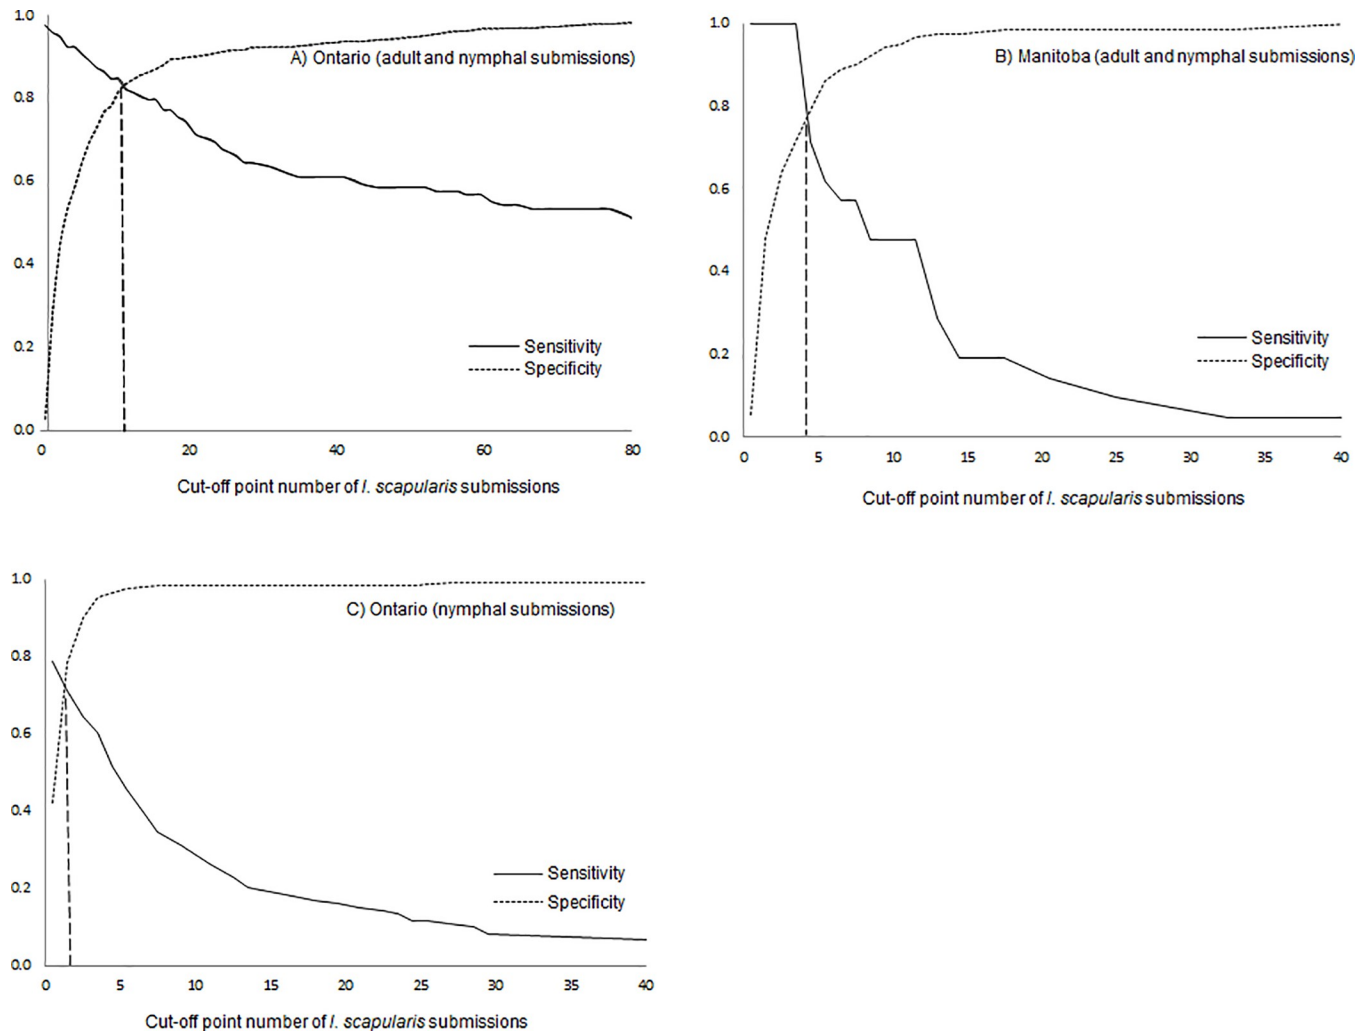 1.0
0.8
0.6
0.4
0.2
0.0
A) Ontario (adult and nymphal submissions)
Sensitivity
Specificity
0 20 40 60 80
Cut-off point number of I. scapularis submissions
1.0
0.8
0.6
0.4
0.2
0.0
B) Manitoba (adult and nymphal submissions)
Sensitivity
Specificity
0 5 10 15 20 25 30 35 40
Cut-off point number of I. scapularis submissions
1.0
0.8
0.6
0.4
0.2
0.0
C) Ontario (nymphal submissions)
Sensitivity
Specificity
0 5 10 15 20 25 30 35 40
Cut-off point number of I. scapularis submissions